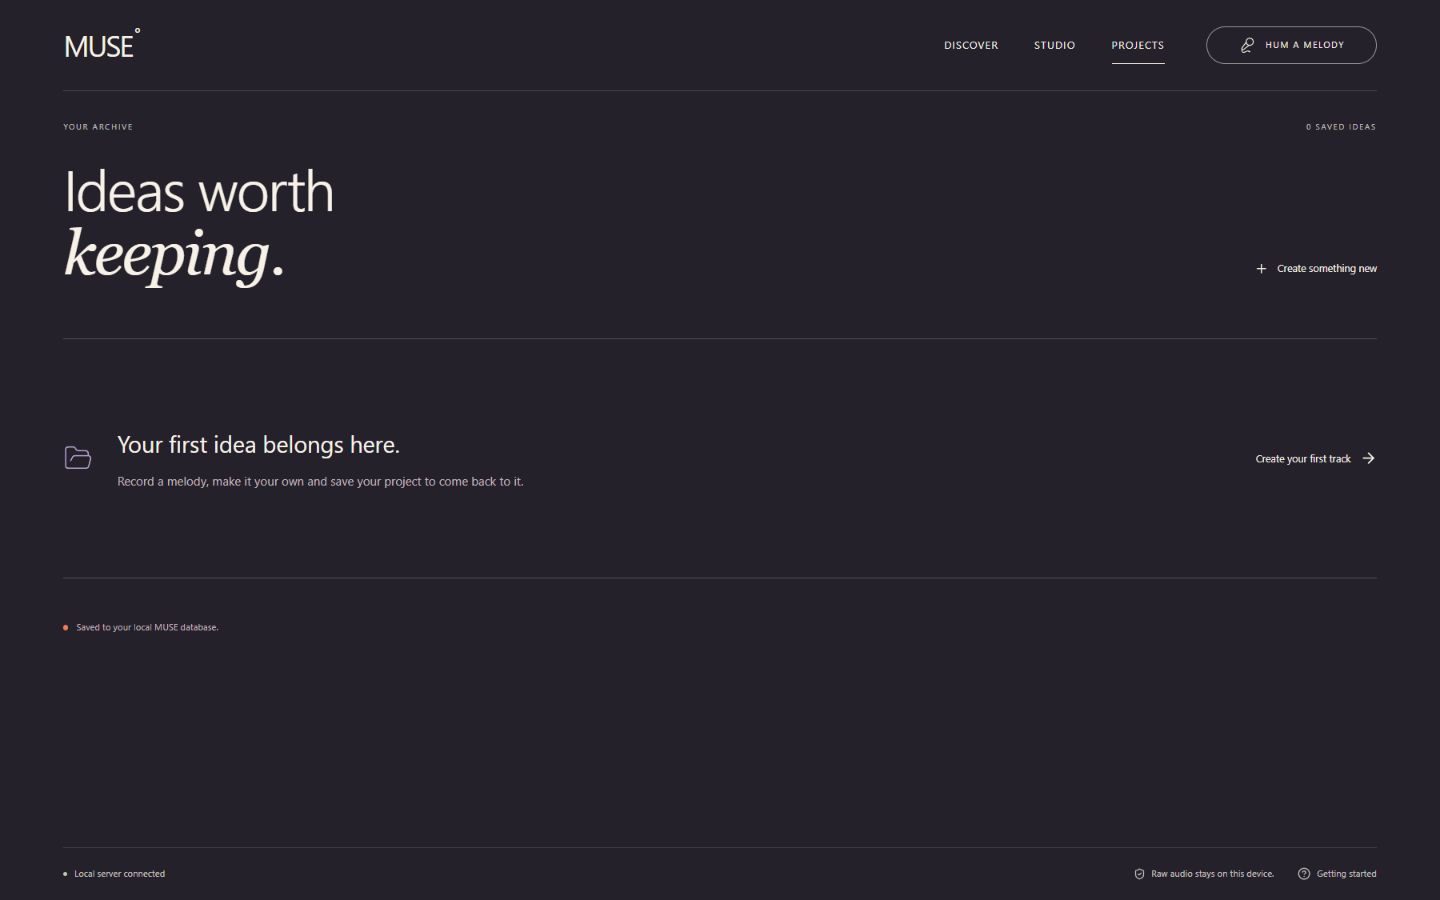 MUSE°
DISCOVER
STUDIO
PROJECTS
HUM A MELODY
YOUR ARCHIVE
0 SAVED IDEAS
Ideas worth
keeping.
Create something new
Your first idea belongs here.
Record a melody, make it your own and save your project to come back to it.
Create your first track
Saved to your local MUSE database.
Local server connected
Raw audio stays on this device.
Getting started